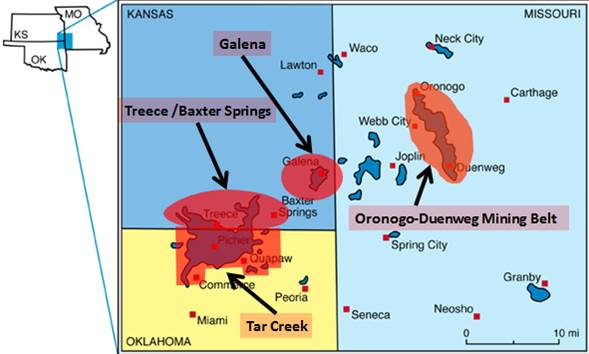 MO
KS
OK
KANSAS
MISSOURI
Galena
Waco
Neck City
Lawton
Treece /Baxter Springs
Oronogo
Carthage
Webb City
Galena
Joplin
Duenweg
Baxter
Springs
Treece
Oronogo-Duenweg Mining Belt
Picher
Spring City
Quapaw
Commerce
Peoria
Granby
Miami
Tar Creek
Seneca
Neosho
OKLAHOMA
0 10 mi